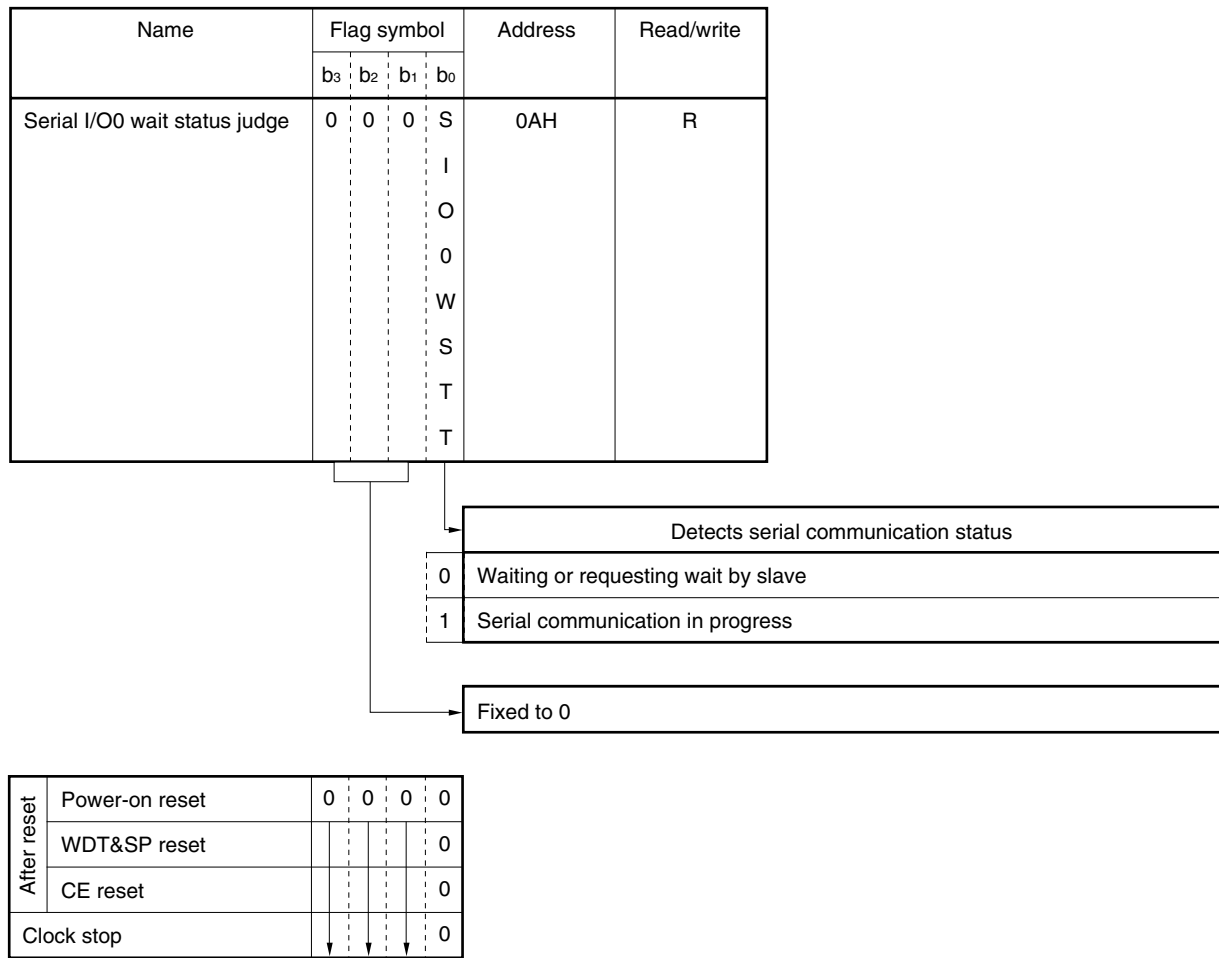 Name Flag symbol Address Read/write
b3 b2 b1 b0
Serial I/O0 wait status judge 0 0 0 S 0AH R
I
O
0
W
S
T
T
Detects serial communication status
0 Waiting or requesting wait by slave
1 Serial communication in progress
Fixed to 0
After reset
Power-on reset 0 0 0 0
WDT&SP reset 0
CE reset 0
Clock stop 0